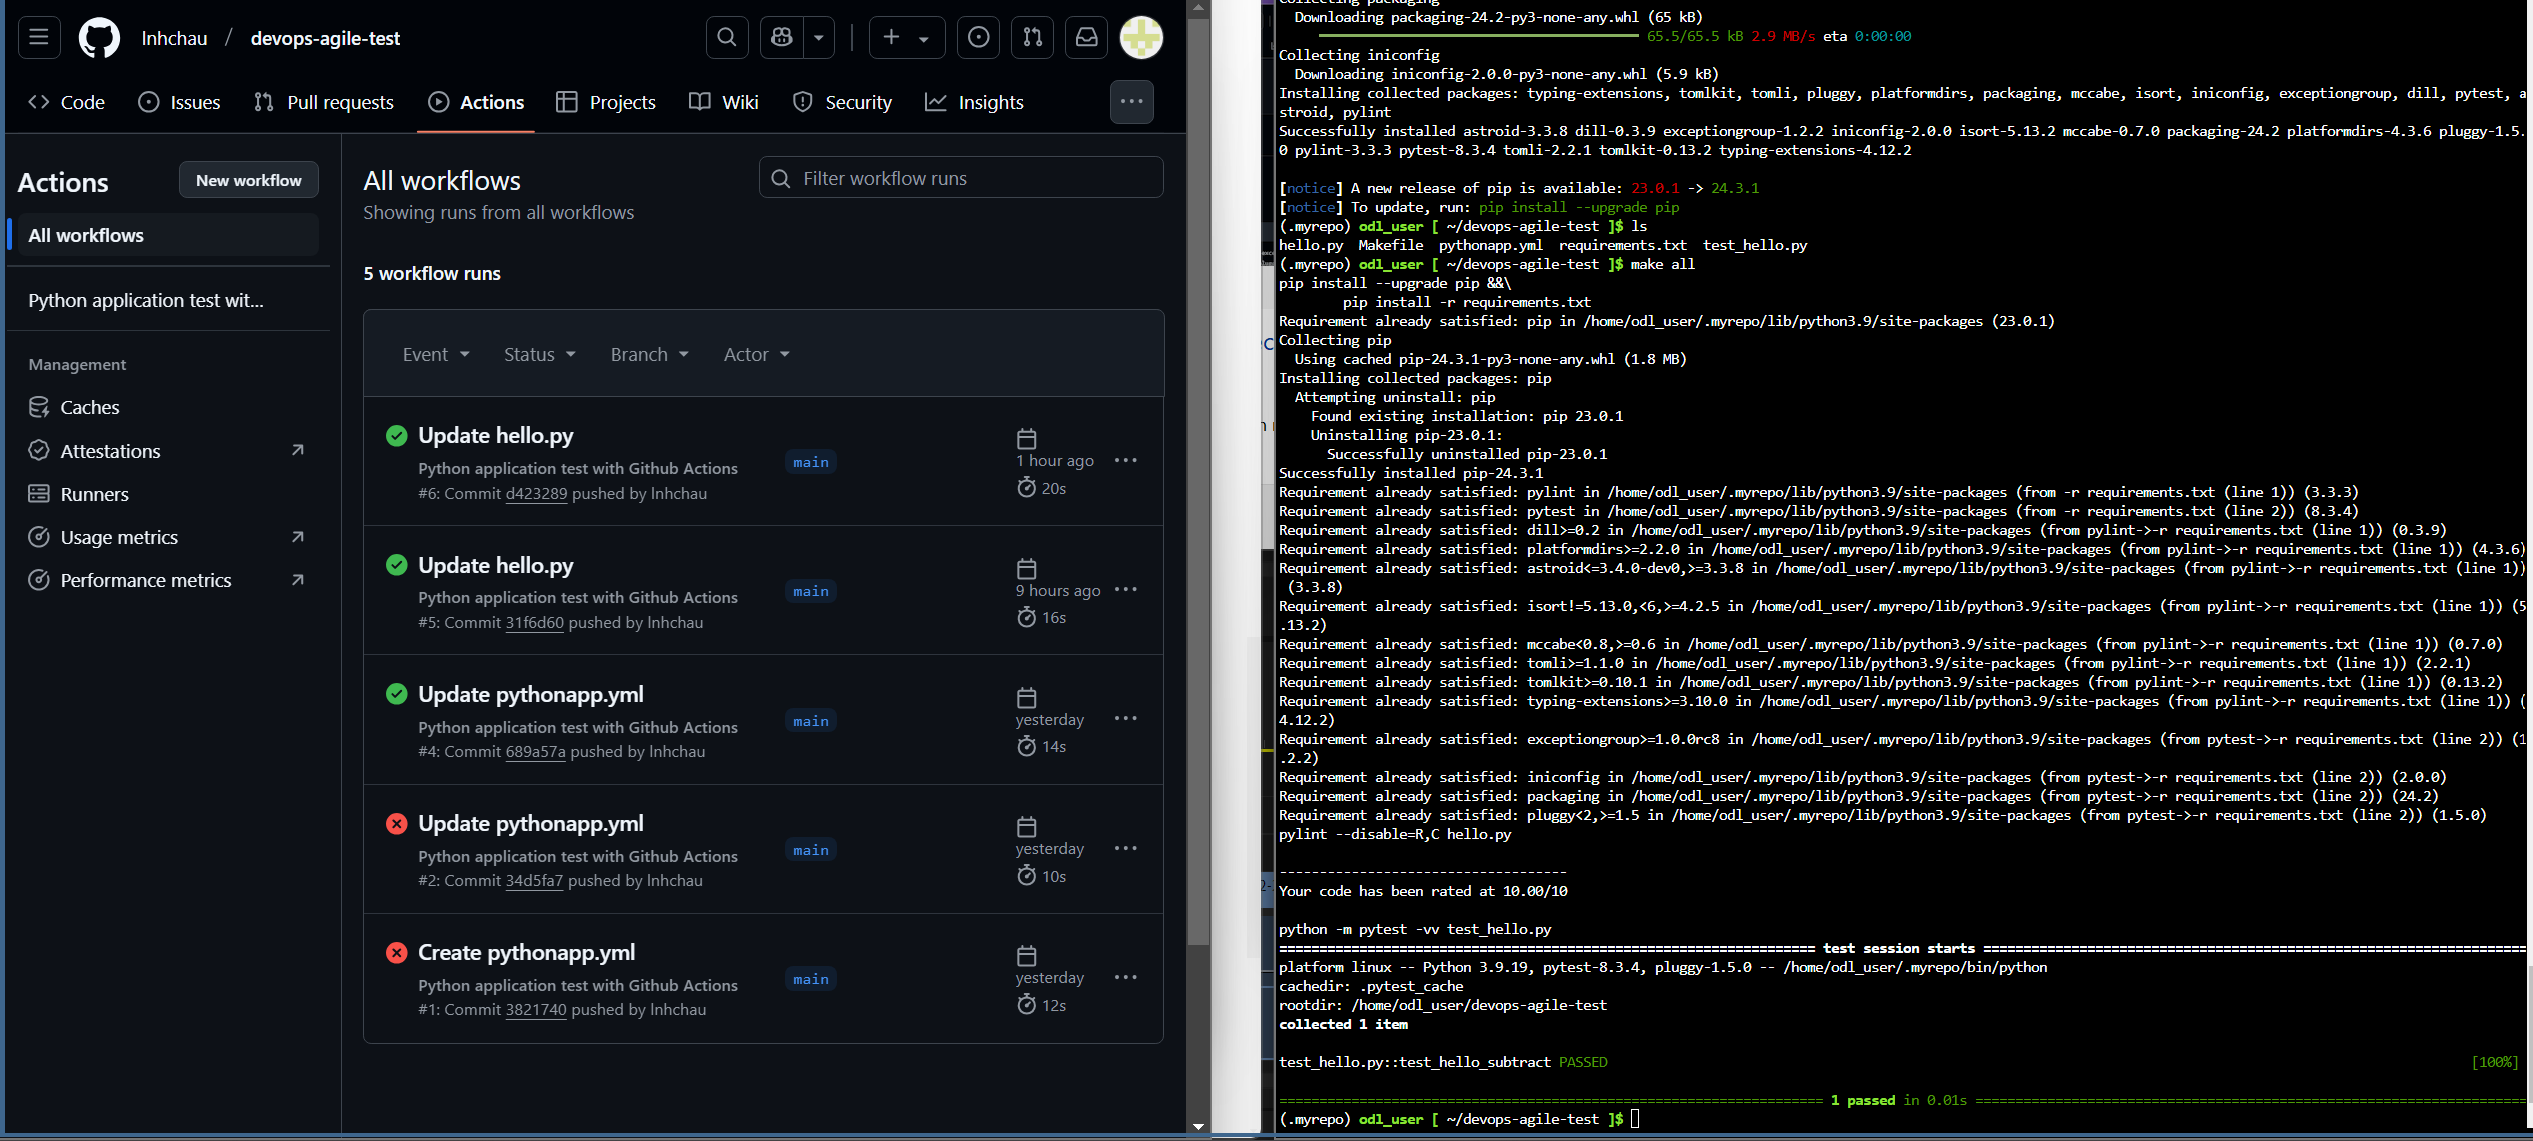 lnhchau / devops-agile-test
Code Issues Pull requests Actions Projects Wiki Security Insights
Actions
New workflow
All workflows
Python application test wit...
Management
Caches
Attestations
Runners
Usage metrics
Performance metrics
All workflows
Showing runs from all workflows
Filter workflow runs
5 workflow runs
Event Status Branch Actor
Update hello.py
Python application test with Github Actions
#6: Commit d423289 pushed by lnhchau
main
1 hour ago
20s
Update hello.py
Python application test with Github Actions
#5: Commit 31f6d60 pushed by lnhchau
main
9 hours ago
16s
Update pythonapp.yml
Python application test with Github Actions
#4: Commit 689a57a pushed by lnhchau
main
yesterday
14s
Update pythonapp.yml
Python application test with Github Actions
#2: Commit 34d5fa7 pushed by lnhchau
main
yesterday
10s
Create pythonapp.yml
Python application test with Github Actions
#1: Commit 3821740 pushed by lnhchau
main
yesterday
12s
Collecting packaging
Downloading packaging-24.2-py3-none-any.whl (65 kB)
65.5/65.5 kB 2.9 MB/s eta 0:00:00
Collecting iniconfig
Downloading iniconfig-2.0.0-py3-none-any.whl (5.9 kB)
Installing collected packages: typing-extensions, tomlkit, tomli, pluggy, platformdirs, packaging, mccabe, isort, iniconfig, exceptiongroup, dill, pytest, a
stroid, pylint
Successfully installed astroid-3.3.8 dill-0.3.9 exceptiongroup-1.2.2 iniconfig-2.0.0 isort-5.13.2 mccabe-0.7.0 packaging-24.2 platformdirs-4.3.6 pluggy-1.5.
0 pylint-3.3.3 pytest-8.3.4 tomli-2.2.1 tomlkit-0.13.2 typing-extensions-4.12.2
[notice] A new release of pip is available: 23.0.1 -> 24.3.1
[notice] To update, run: pip install --upgrade pip
(.myrepo) odl_user [ ~/devops-agile-test ]$ ls
hello.py  Makefile  pythonapp.yml  requirements.txt  test_hello.py
(.myrepo) odl_user [ ~/devops-agile-test ]$ make all
pip install --upgrade pip &&\
pip install -r requirements.txt
Requirement already satisfied: pip in /home/odl_user/.myrepo/lib/python3.9/site-packages (23.0.1)
Collecting pip
Using cached pip-24.3.1-py3-none-any.whl (1.8 MB)
Installing collected packages: pip
Attempting uninstall: pip
Found existing installation: pip 23.0.1
Uninstalling pip-23.0.1:
Successfully uninstalled pip-23.0.1
Successfully installed pip-24.3.1
Requirement already satisfied: pylint in /home/odl_user/.myrepo/lib/python3.9/site-packages (from -r requirements.txt (line 1)) (3.3.3)
Requirement already satisfied: pytest in /home/odl_user/.myrepo/lib/python3.9/site-packages (from -r requirements.txt (line 2)) (8.3.4)
Requirement already satisfied: dill>=0.2 in /home/odl_user/.myrepo/lib/python3.9/site-packages (from pylint->-r requirements.txt (line 1)) (0.3.9)
Requirement already satisfied: platformdirs>=2.2.0 in /home/odl_user/.myrepo/lib/python3.9/site-packages (from pylint->-r requirements.txt (line 1)) (4.3.6)
Requirement already satisfied: astroid<=3.4.0-dev0,>=3.3.8 in /home/odl_user/.myrepo/lib/python3.9/site-packages (from pylint->-r requirements.txt (line 1))
(3.3.8)
Requirement already satisfied: isort!=5.13.0,<6,>=4.2.5 in /home/odl_user/.myrepo/lib/python3.9/site-packages (from pylint->-r requirements.txt (line 1)) (5
.13.2)
Requirement already satisfied: mccabe<0.8,>=0.6 in /home/odl_user/.myrepo/lib/python3.9/site-packages (from pylint->-r requirements.txt (line 1)) (0.7.0)
Requirement already satisfied: tomli>=1.1.0 in /home/odl_user/.myrepo/lib/python3.9/site-packages (from pylint->-r requirements.txt (line 1)) (2.2.1)
Requirement already satisfied: tomlkit>=0.10.1 in /home/odl_user/.myrepo/lib/python3.9/site-packages (from pylint->-r requirements.txt (line 1)) (0.13.2)
Requirement already satisfied: typing-extensions>=3.10.0 in /home/odl_user/.myrepo/lib/python3.9/site-packages (from pylint->-r requirements.txt (line 1)) (
4.12.2)
Requirement already satisfied: exceptiongroup>=1.0.0rc8 in /home/odl_user/.myrepo/lib/python3.9/site-packages (from pytest->-r requirements.txt (line 2)) (1
.2.2)
Requirement already satisfied: iniconfig in /home/odl_user/.myrepo/lib/python3.9/site-packages (from pytest->-r requirements.txt (line 2)) (2.0.0)
Requirement already satisfied: packaging in /home/odl_user/.myrepo/lib/python3.9/site-packages (from pytest->-r requirements.txt (line 2)) (24.2)
Requirement already satisfied: pluggy<2,>=1.5 in /home/odl_user/.myrepo/lib/python3.9/site-packages (from pytest->-r requirements.txt (line 2)) (1.5.0)
pylint --disable=R,C hello.py
------------------------------------
Your code has been rated at 10.00/10
python -m pytest -vv test_hello.py
=== test session starts ===
platform linux -- Python 3.9.19, pytest-8.3.4, pluggy-1.5.0 -- /home/odl_user/.myrepo/bin/python
cachedir: .pytest_cache
rootdir: /home/odl_user/devops-agile-test
collected 1 item
test_hello.py::test_hello_subtract PASSED [100%]
=== 1 passed in 0.01s ===
(.myrepo) odl_user [ ~/devops-agile-test ]$